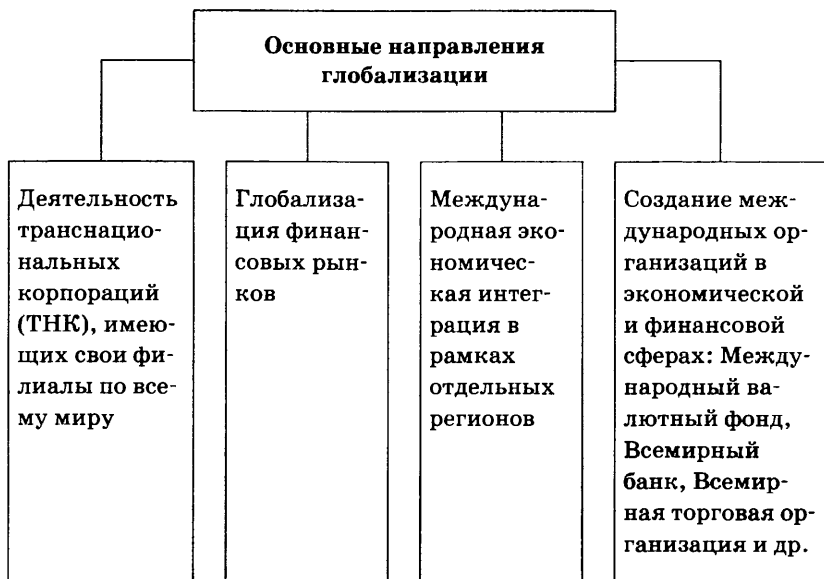 Основные направления
глобализации
Деятельность
транснацио-
нальных
корпораций
(ТНК), имею-
щих свои фи-
лиалы по все-
му миру
Глобализа-
ция финан-
совых рын-
ков
Междуна-
родная эко-
номичес-
кая интег-
рация в
рамках
отдельных
регионов
Создание меж-
дународных ор-
ганизаций в
экономической
и финансовой
сферах: Между-
народный ва-
лютный фонд,
Всемирный
банк, Всемир-
ная торговая ор-
ганизация и др.